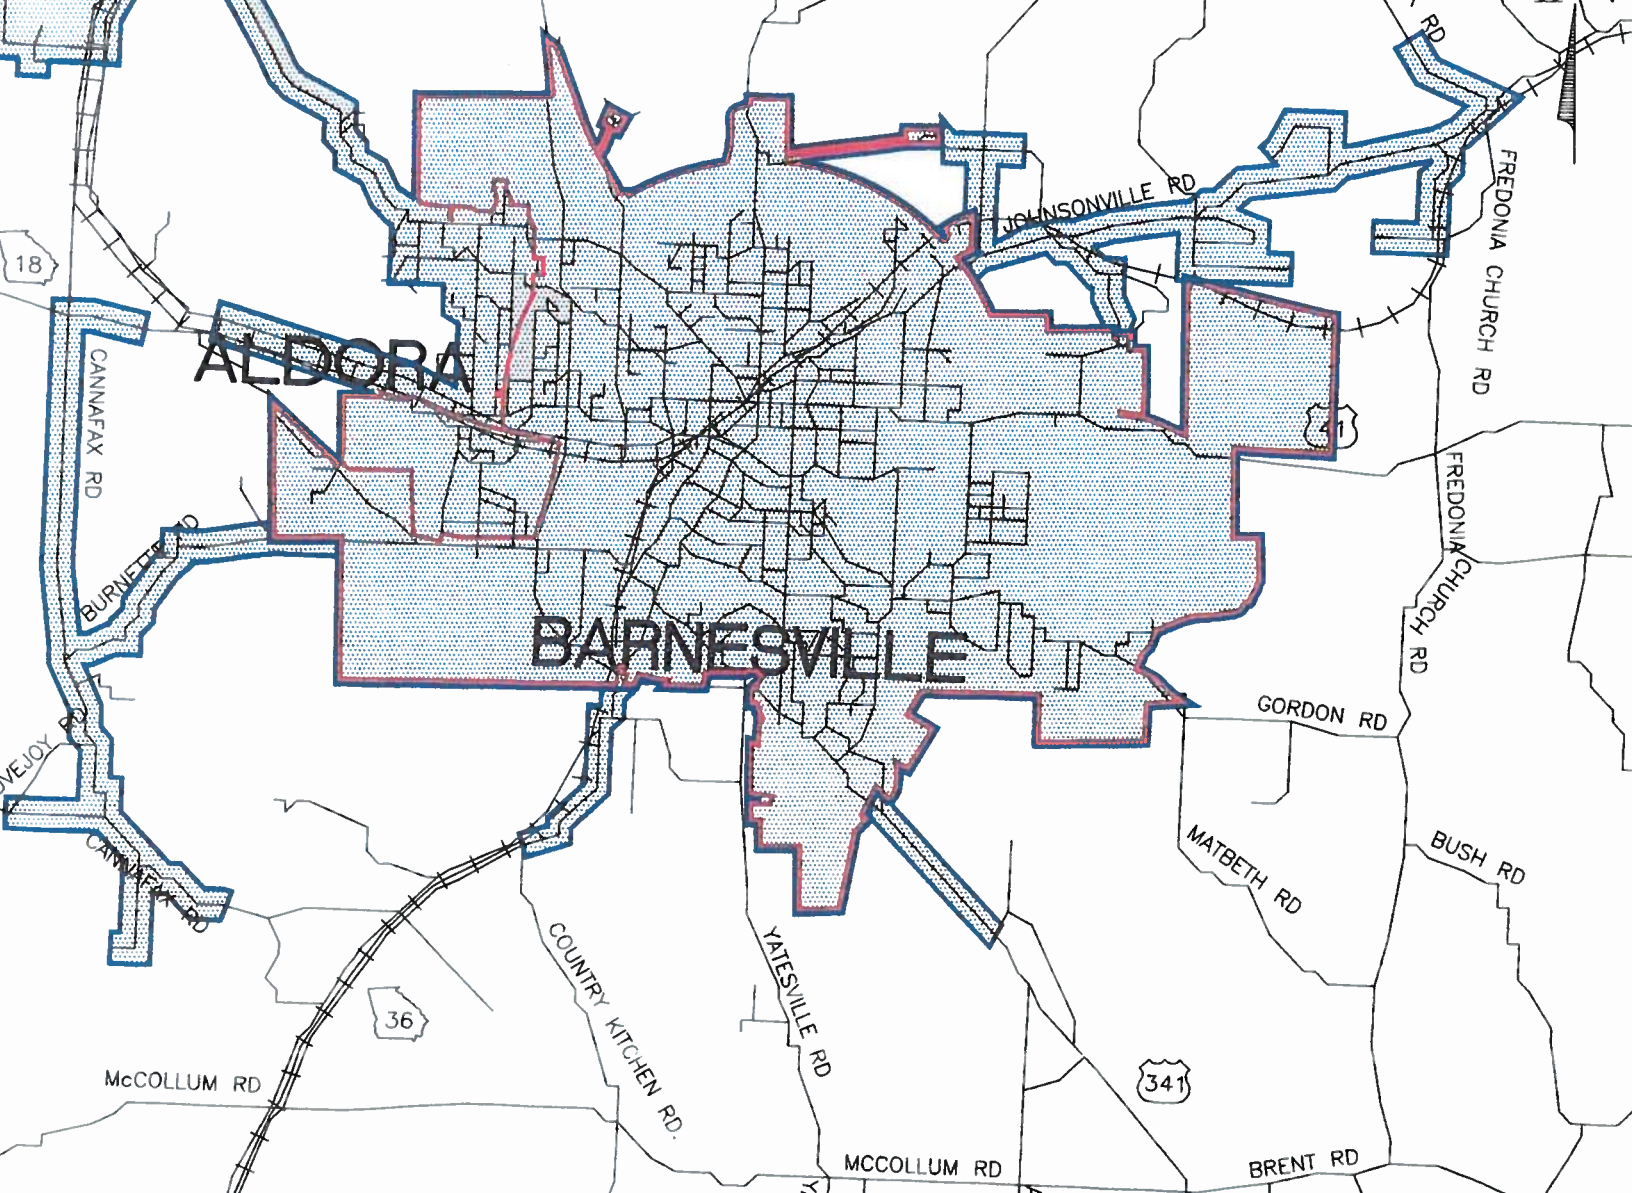 RD
FREDONIA CHURCH RD
JOHNSONVILLE RD
18
ALDORA
CANNAFAX RD
41
FREDONIA CHURCH RD
BURNETTE RD
BARNESVILLE
GORDON RD
RD
CANNAFAX RD
MATBETH RD
BUSH RD
COUNTRY KITCHEN RD.
YATESVILLE RD
36
McCOLLUM RD
341
MCCOLLUM RD
BRENT RD